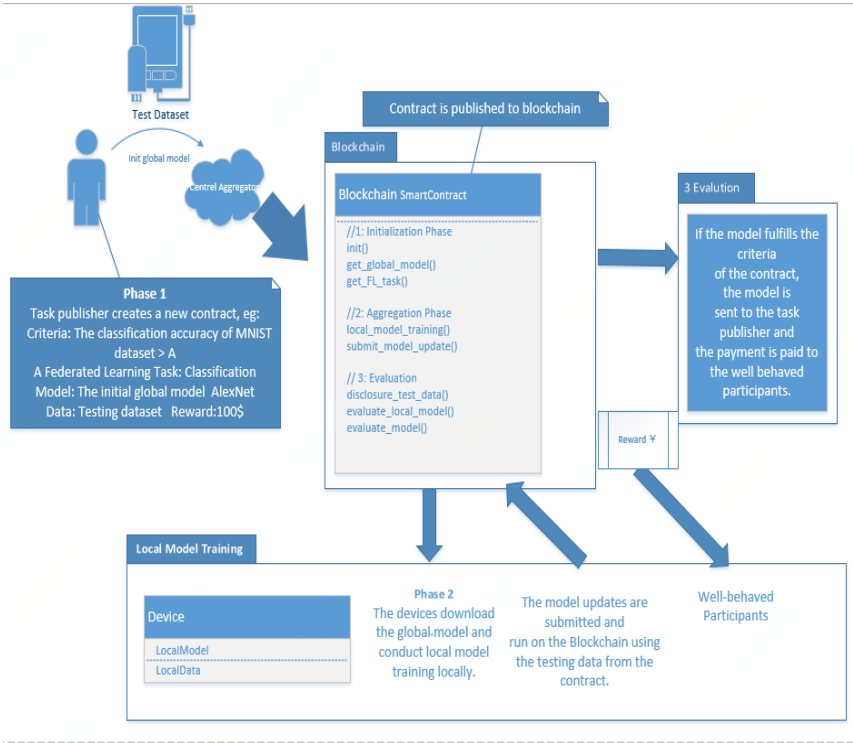 Test Dataset
Init global model
Centrel Aggregator
Contract is published to blockchain
Blockchain
Blockchain SmartContract
//1: Initialization Phase
init()
get_global_model()
get_FL_task()
//2: Aggregation Phase
local_model_training()
submit_model_update()
// 3: Evaluation
disclosure_test_data()
evaluate_local_model()
evaluate_model()
3 Evalution
If the model fulfills the
criteria
of the contract,
the model is
sent to the task
publisher and
the payment is paid to
the well behaved
participants.
Phase 1
Task publisher creates a new contract, eg:
Criteria: The classification accuracy of MNIST
dataset > A
A Federated Learning Task: Classification
Model: The initial global model AlexNet
Data: Testing dataset Reward:100$
Reward ¥
Local Model Training
Device
LocalModel
LocalData
Phase 2
The devices download
the global.model and
conduct local model
training locally.
The model updates are
submitted and
run on the Blockchain using
the testing data from the
contract.
Well-behaved
Participants